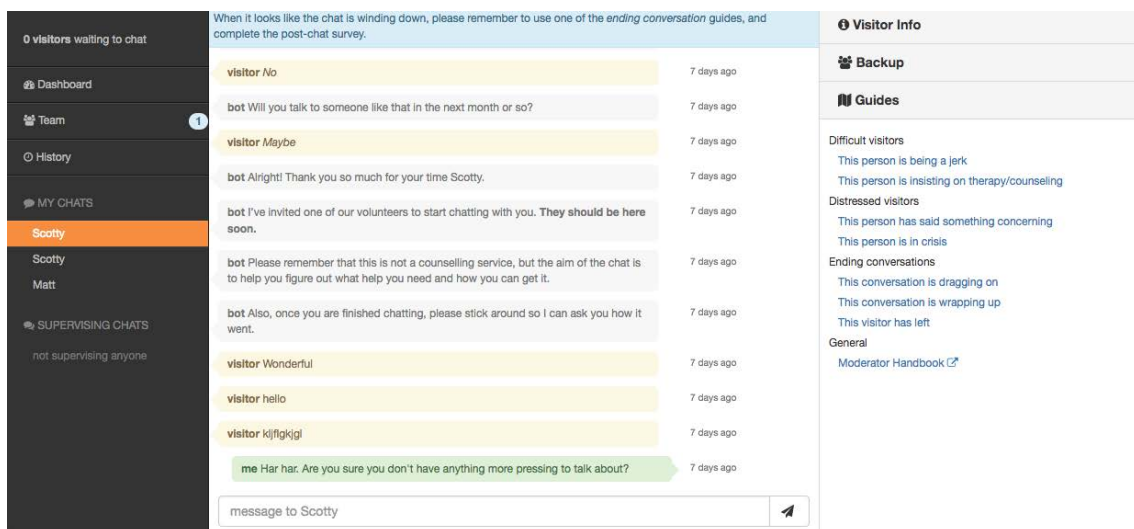 0 visitors waiting to chat
Dashboard
Team
1
History
MY CHATS
Scotty
Scotty
Matt
SUPERVISING CHATS
not supervising anyone
When it looks like the chat is winding down, please remember to use one of the ending conversation guides, and
complete the post-chat survey.
visitor No
7 days ago
bot Will you talk to someone like that in the next month or so?
7 days ago
visitor Maybe
7 days ago
bot Alright! Thank you so much for your time Scotty.
7 days ago
bot I've invited one of our volunteers to start chatting with you. They should be here
soon.
7 days ago
bot Please remember that this is not a counselling service, but the aim of the chat is
to help you figure out what help you need and how you can get it.
7 days ago
bot Also, once you are finished chatting, please stick around so I can ask you how it
went.
7 days ago
visitor Wonderful
7 days ago
visitor hello
7 days ago
visitor kljflgkjgl
7 days ago
me Har har. Are you sure you don't have anything more pressing to talk about?
7 days ago
message to Scotty
Visitor Info
Backup
Guides
Difficult visitors
This person is being a jerk
This person is insisting on therapy/counseling
Distressed visitors
This person has said something concerning
This person is in crisis
Ending conversations
This conversation is dragging on
This conversation is wrapping up
This visitor has left
General
Moderator Handbook